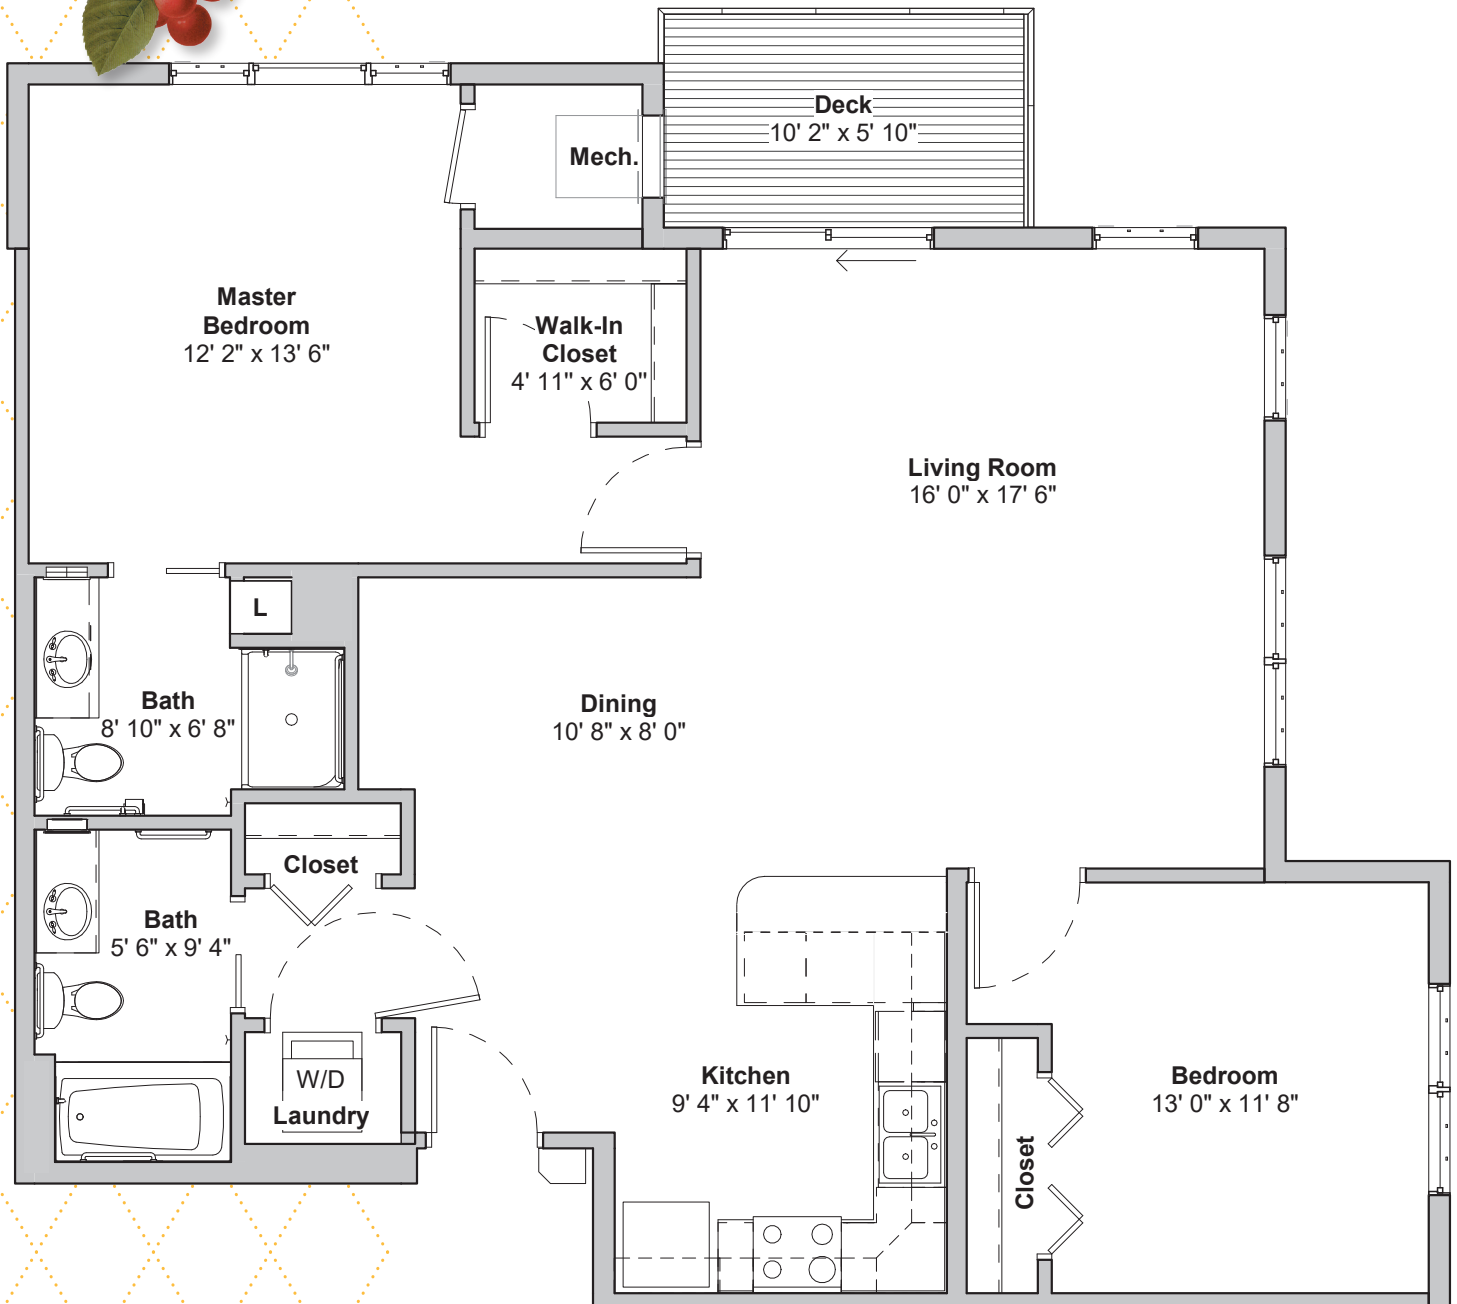 Deck
10' 2" x 5' 10"
Mech.
Master
Bedroom
12' 2" x 13' 6"
Walk-In
Closet
4' 11" x 6' 0"
Living Room
16' 0" x 17' 6"
L
Bath
8' 10" x 6' 8"
Dining
10' 8" x 8' 0"
Closet
Bath
5' 6" x 9' 4"
W/D
Laundry
Kitchen
9' 4" x 11' 10"
Bedroom
13' 0" x 11' 8"
Closet